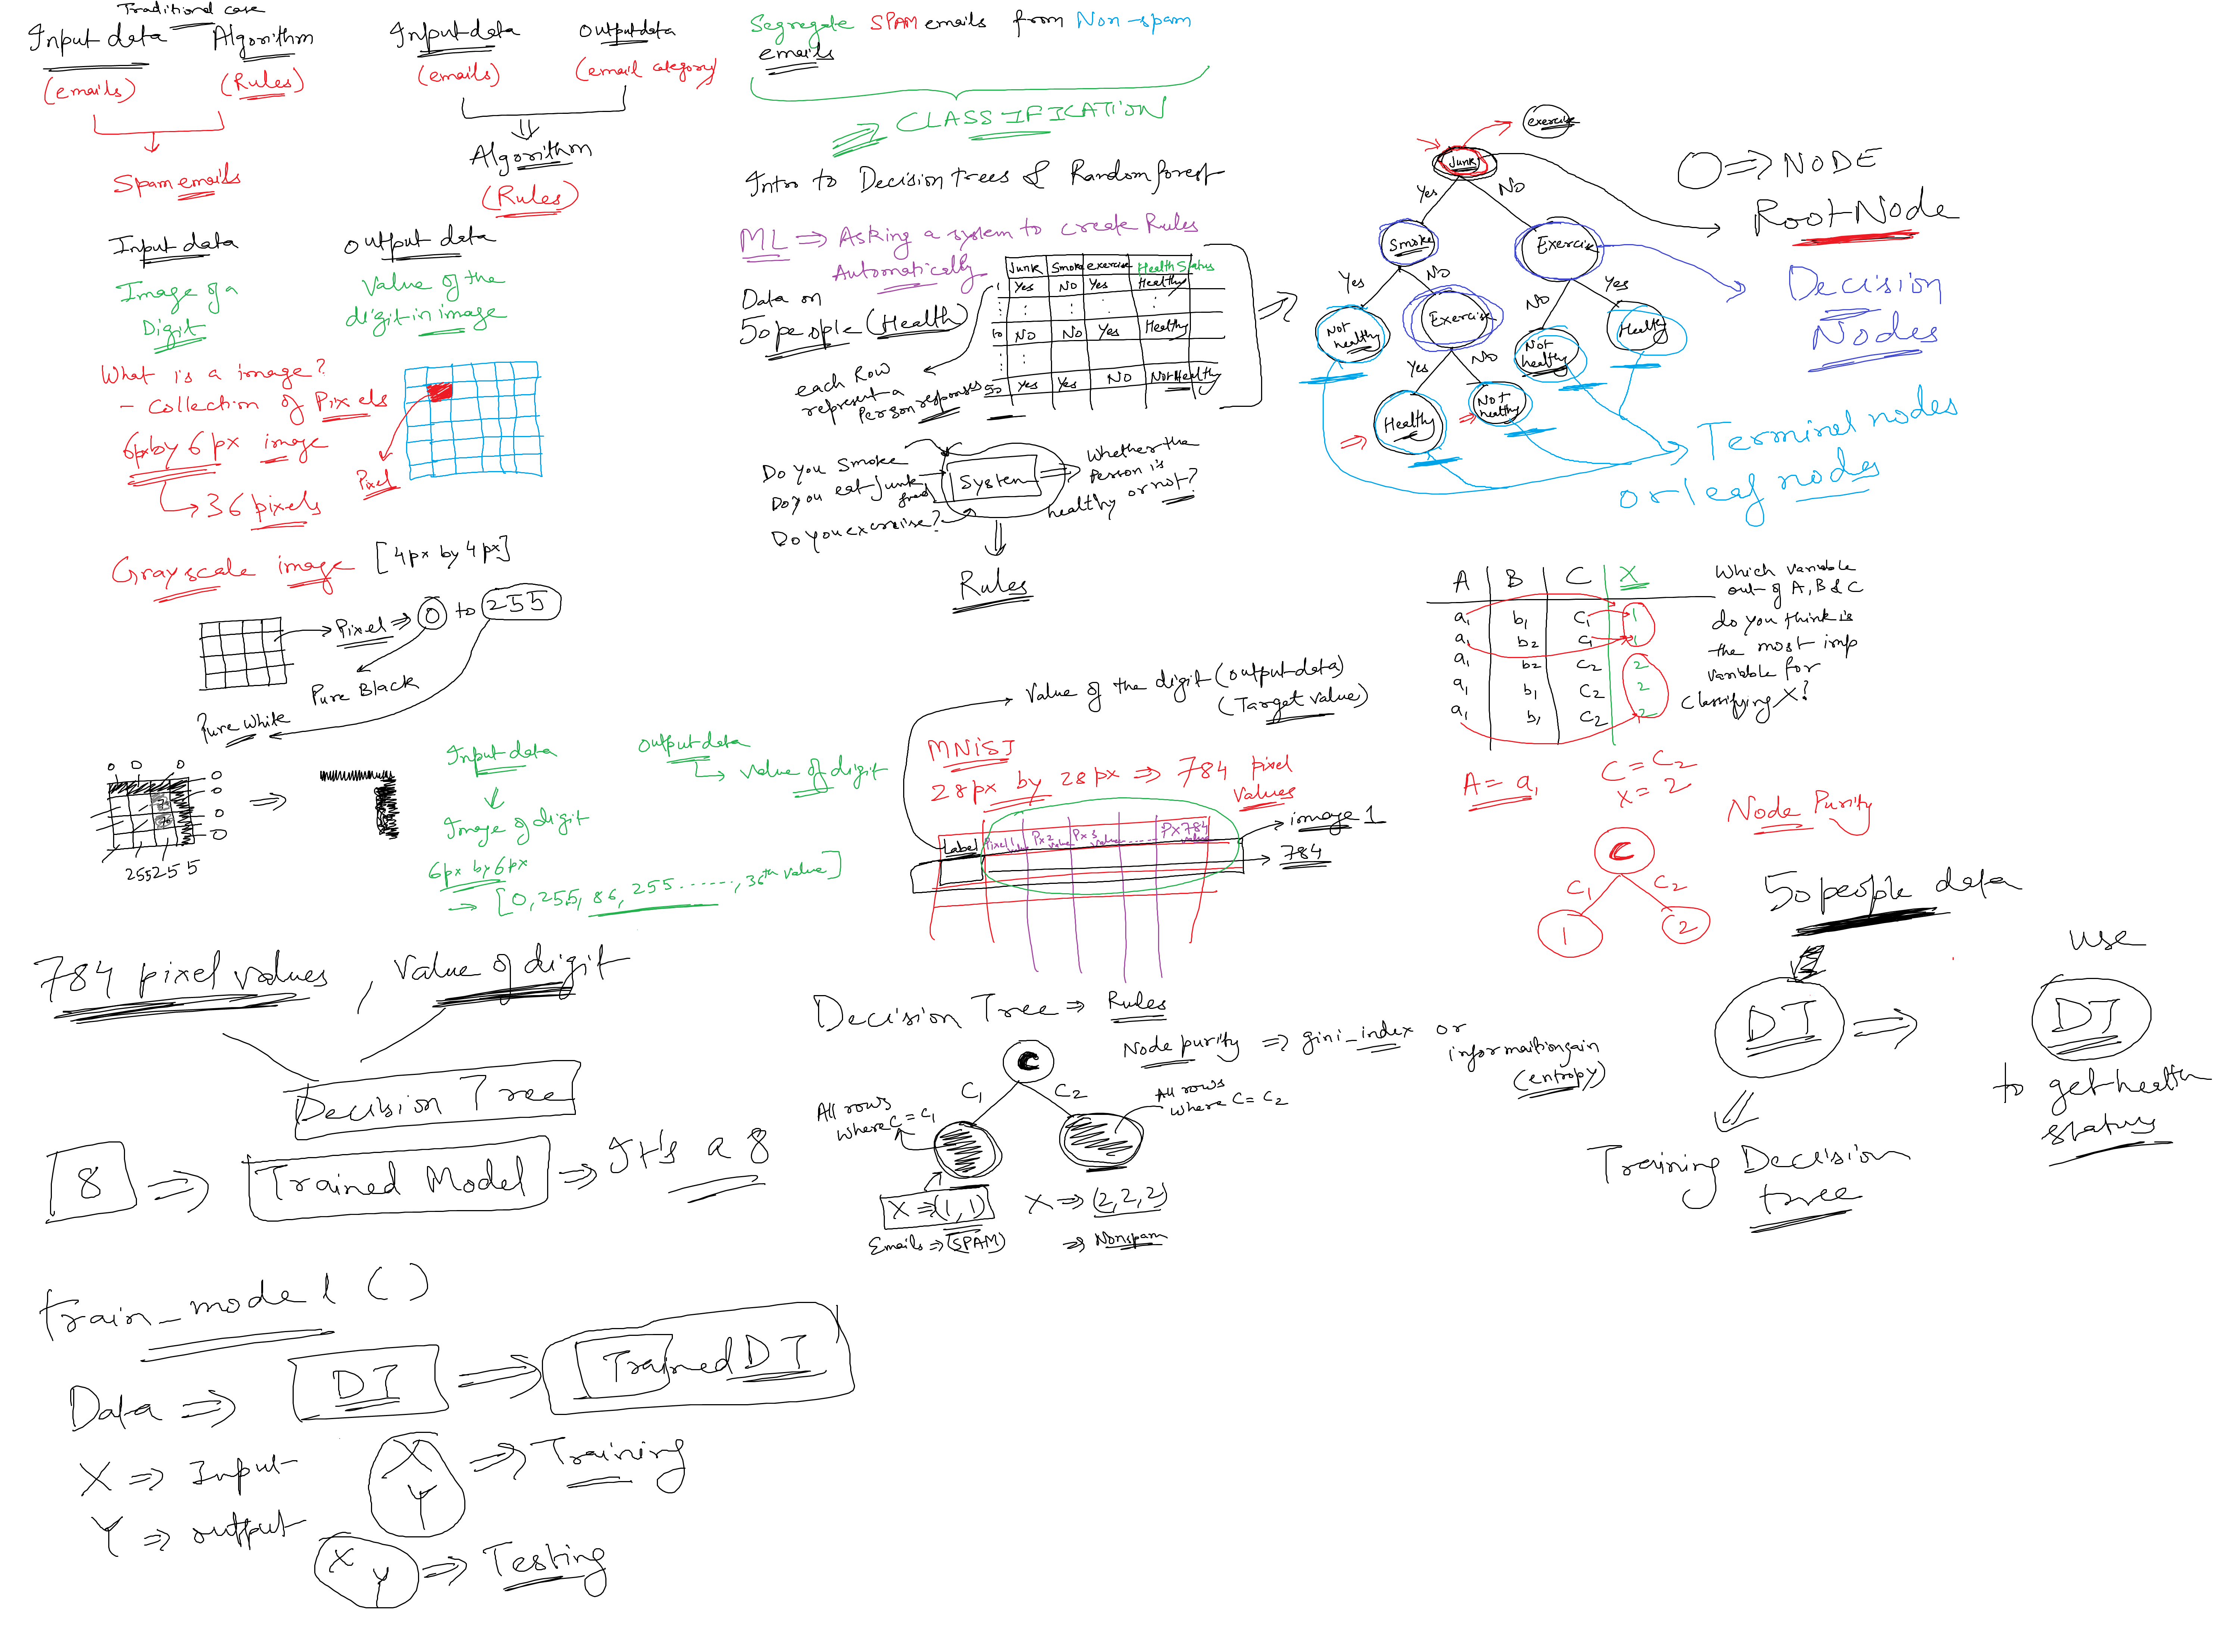 Traditional case
Input data
Algorithm
(emails)
(Rules)
Spam emails
Input data
output data
(emails)
(email category)
Algorithm
(Rules)
Segregate SPAM emails from Non-spam
emails
CLASSIFICATION
Intro to Decision trees & Random forest
ML ⇒ Asking a system to create Rules
Automatically
Data on
50 people (Health)
Junk Smoke exercise Health Status
1 Yes No Yes Healthy
10 No No Yes Healthy
50 Yes Yes No Not Healthy
each Row
represent a
Person responses
Do you smoke
Do you eat junk
food
Do you exercise?
System
Whether the
Person is
healthy or not?
Rules
exercise
Junk
Yes
No
Smoke
Exercise
Yes
No
No
Yes
Not
healthy
Exercise
Not
healthy
Healthy
Yes
No
Healthy
Not
healthy
O ⇒ NODE
Root Node
Decision
Nodes
Terminal nodes
or leaf nodes
Input data
output data
Image of a
Digit
Value of the
digit in image
What is a image?
- Collection of Pixels
6px by 6px image
→ 36 pixels
Pixel
Grayscale image [4px by 4px]
Pixel ⇒ 0 to 255
Pure Black
Pure White
0 0 0
0
0
0
0
255 255 5
Input data
output data
→ value of digit
Image of digit
6px by 6px
→ [0, 255, 86, 255 ......, 36th value]
Value of the digit (output data)
(Target value)
MNIST
28px by 28px ⇒ 784 pixel
values
Label Pixel 1 value Px 2 value Px 3 value ...... Px 784 value
image 1
784
A B C X
a1 b1 c1 1
a1 b2 c1 1
a1 b2 c2 2
a1 b1 c2 2
a1 b1 c2 2
Which variable
out of A, B & C
do you think is
the most imp
variable for
classifying X?
A = a1
C = C2
X = 2
Node Purity
C
C1
C2
1
2
784 pixel values, Value of digit
Decision Tree
8 ⇒ Trained Model ⇒ It's a 8
Decision Tree ⇒ Rules
Node purity ⇒ gini_index or
informaitiongain
(entropy)
C
C1
C2
All rows
where C = C1
All rows
where C = C2
X ⇒ (1, 1)
X ⇒ (2, 2, 2)
Emails ⇒ (SPAM)
⇒ Nonspam
50 people data
DT ⇒
Training Decision
tree
use
DT
to get health
status
train_model ()
Data ⇒ DT ⇒ Trained DT
X ⇒ Input
Y ⇒ output
X
Y
⇒ Training
X Y ⇒ Testing